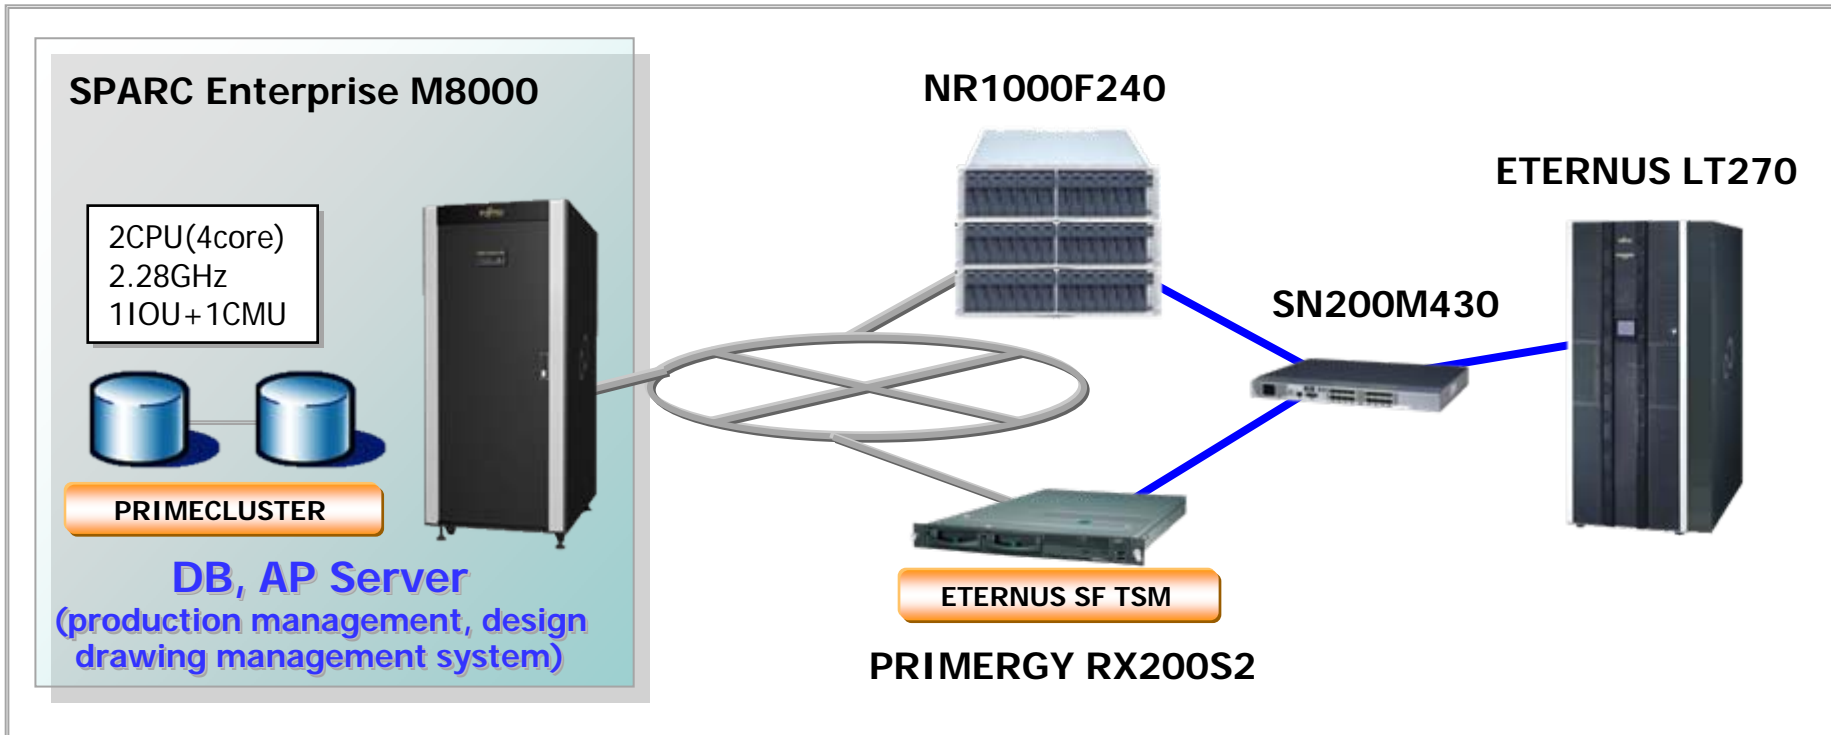 SPARC Enterprise M8000
2CPU(4core)
2.28GHz
1IOU+1CMU
PRIMECLUSTER
DB, AP Server
(production management, design
drawing management system)
NR1000F240
ETERNUS LT270
SN200M430
ETERNUS SF TSM
PRIMERGY RX200S2